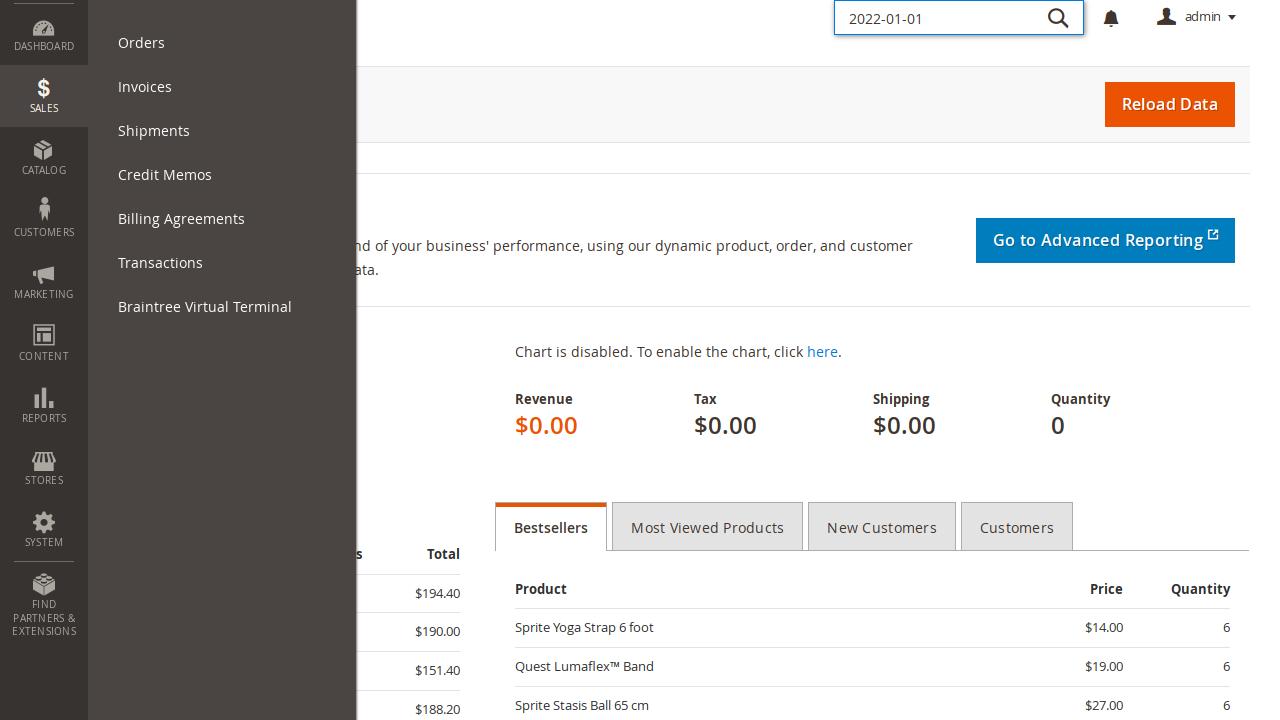 DASHBOARD
SALES
CATALOG
CUSTOMERS
MARKETING
CONTENT
REPORTS
STORES
SYSTEM
FIND
PARTNERS &
EXTENSIONS
Orders
Invoices
Shipments
Credit Memos
Billing Agreements
Transactions
Braintree Virtual Terminal
2022-01-01
admin
Reload Data
nd of your business' performance, using our dynamic product, order, and customer
ata.
Go to Advanced Reporting
Chart is disabled. To enable the chart, click here.
Revenue Tax Shipping Quantity
$0.00 $0.00 $0.00 0
s Total
$194.40
$190.00
$151.40
$188.20
Bestsellers Most Viewed Products New Customers Customers
Product Price Quantity
Sprite Yoga Strap 6 foot $14.00 6
Quest Lumaflex™ Band $19.00 6
Sprite Stasis Ball 65 cm $27.00 6